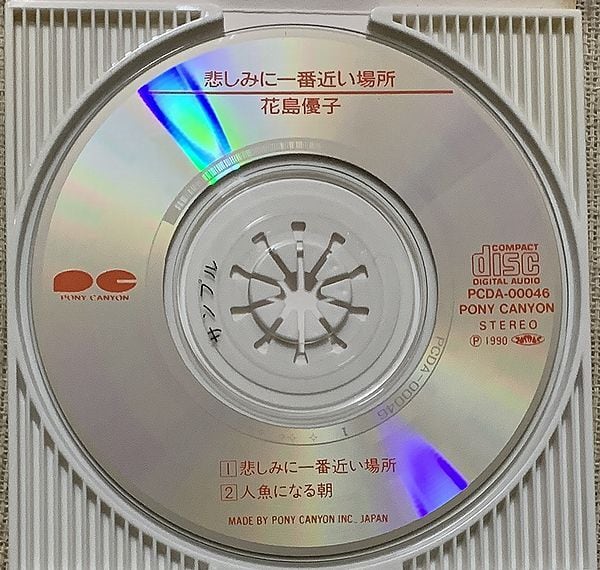 悲しみに一番近い場所
花島優子
PONY CANYON
サンプル
COMPACT
disc
DIGITAL AUDIO
PCDA-00046
PONY CANYON
STEREO
Ⓟ 1990
PCDA-00046 1
1 悲しみに一番近い場所
2 人魚になる朝
MADE BY PONY CANYON INC., JAPAN